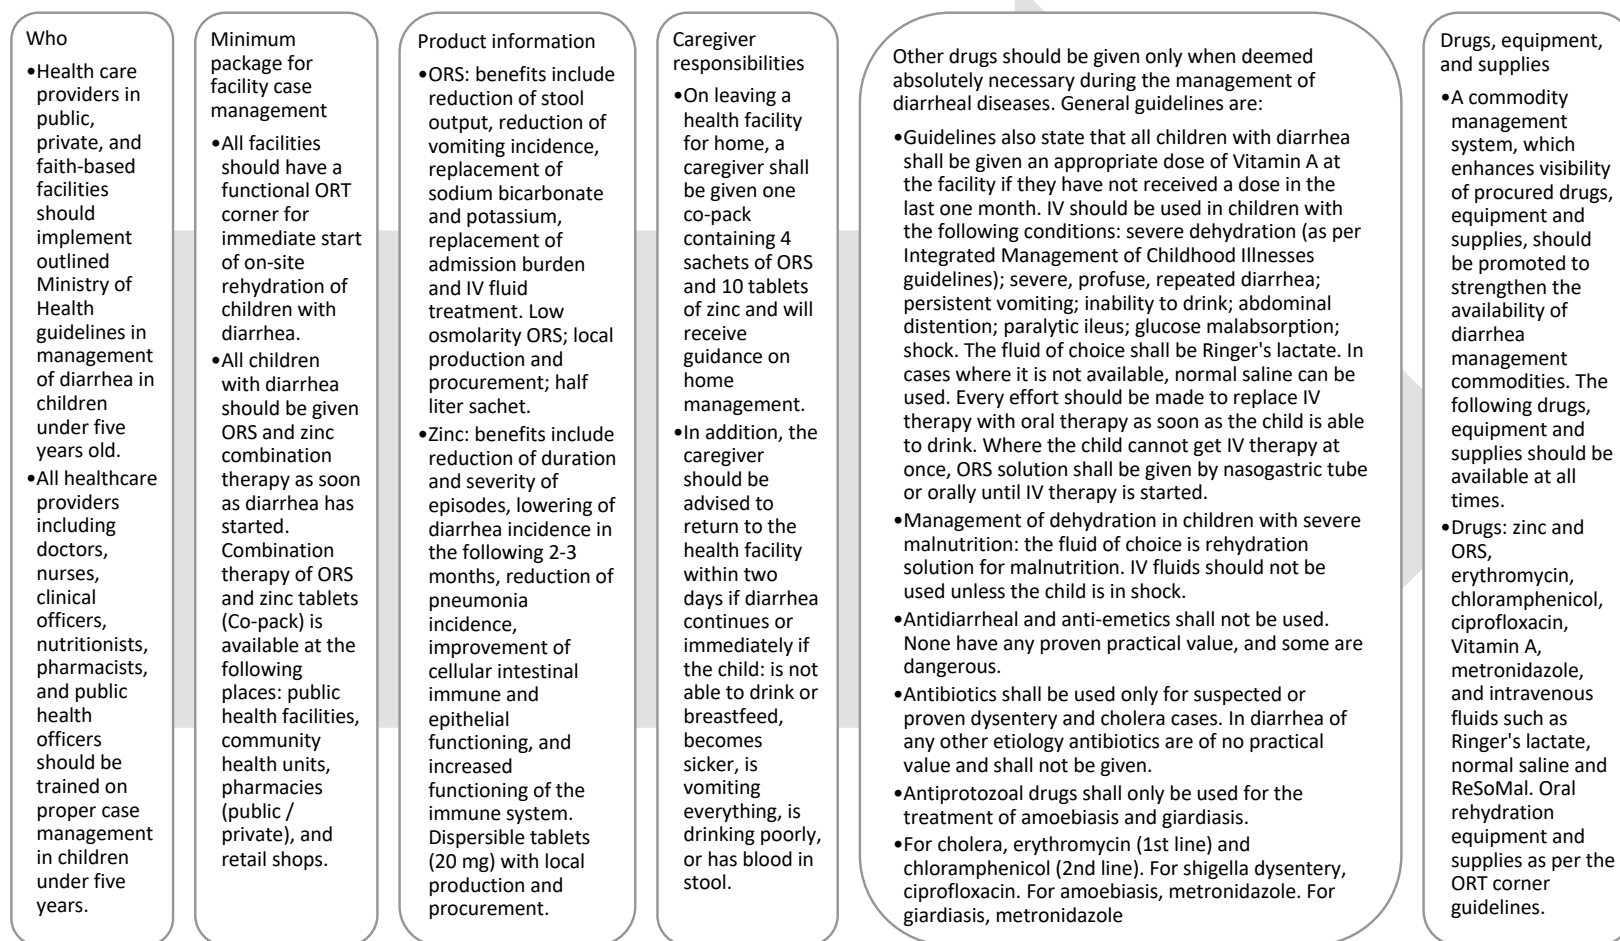 Who
•Health care
providers in
public,
private, and
faith-based
facilities
should
implement
outlined
Ministry of
Health
guidelines in
management
of diarrhea in
children
under five
years old.
•All healthcare
providers
including
doctors,
nurses,
clinical
officers,
nutritionists,
pharmacists,
and public
health
officers
should be
trained on
proper case
management
in children
under five
years.
Minimum
package for
facility case
management
•All facilities
should have a
functional ORT
corner for
immediate start
of on-site
rehydration of
children with
diarrhea.
•All children
with diarrhea
should be given
ORS and zinc
combination
therapy as soon
as diarrhea has
started.
Combination
therapy of ORS
and zinc tablets
(Co-pack) is
available at the
following
places: public
health facilities,
community
health units,
pharmacies
(public /
private), and
retail shops.
Product information
•ORS: benefits include
reduction of stool
output, reduction of
vomiting incidence,
replacement of
sodium bicarbonate
and potassium,
replacement of
admission burden
and IV fluid
treatment. Low
osmolarity ORS; local
production and
procurement; half
liter sachet.
•Zinc: benefits include
reduction of duration
and severity of
episodes, lowering of
diarrhea incidence in
the following 2-3
months, reduction of
pneumonia
incidence,
improvement of
cellular intestinal
immune and
epithelial
functioning, and
increased
functioning of the
immune system.
Dispersible tablets
(20 mg) with local
production and
procurement.
Caregiver
responsibilities
•On leaving a
health facility
for home, a
caregiver shall
be given one
co-pack
containing 4
sachets of ORS
and 10 tablets
of zinc and will
receive
guidance on
home
management.
•In addition, the
caregiver
should be
advised to
return to the
health facility
within two
days if diarrhea
continues or
immediately if
the child: is not
able to drink or
breastfeed,
becomes
sicker, is
vomiting
everything, is
drinking poorly,
or has blood in
stool.
Other drugs should be given only when deemed
absolutely necessary during the management of
diarrheal diseases. General guidelines are:
•Guidelines also state that all children with diarrhea
shall be given an appropriate dose of Vitamin A at
the facility if they have not received a dose in the
last one month. IV should be used in children with
the following conditions: severe dehydration (as per
Integrated Management of Childhood Illnesses
guidelines); severe, profuse, repeated diarrhea;
persistent vomiting; inability to drink; abdominal
distention; paralytic ileus; glucose malabsorption;
shock. The fluid of choice shall be Ringer's lactate. In
cases where it is not available, normal saline can be
used. Every effort should be made to replace IV
therapy with oral therapy as soon as the child is able
to drink. Where the child cannot get IV therapy at
once, ORS solution shall be given by nasogastric tube
or orally until IV therapy is started.
•Management of dehydration in children with severe
malnutrition: the fluid of choice is rehydration
solution for malnutrition. IV fluids should not be
used unless the child is in shock.
•Antidiarrheal and anti-emetics shall not be used.
None have any proven practical value, and some are
dangerous.
•Antibiotics shall be used only for suspected or
proven dysentery and cholera cases. In diarrhea of
any other etiology antibiotics are of no practical
value and shall not be given.
•Antiprotozoal drugs shall only be used for the
treatment of amoebiasis and giardiasis.
•For cholera, erythromycin (1st line) and
chloramphenicol (2nd line). For shigella dysentery,
ciprofloxacin. For amoebiasis, metronidazole. For
giardiasis, metronidazole
Drugs, equipment,
and supplies
•A commodity
management
system, which
enhances visibility
of procured drugs,
equipment and
supplies, should
be promoted to
strengthen the
availability of
diarrhea
management
commodities. The
following drugs,
equipment and
supplies should be
available at all
times.
•Drugs: zinc and
ORS,
erythromycin,
chloramphenicol,
ciprofloxacin,
Vitamin A,
metronidazole,
and intravenous
fluids such as
Ringer's lactate,
normal saline and
ReSoMal. Oral
rehydration
equipment and
supplies as per the
ORT corner
guidelines.